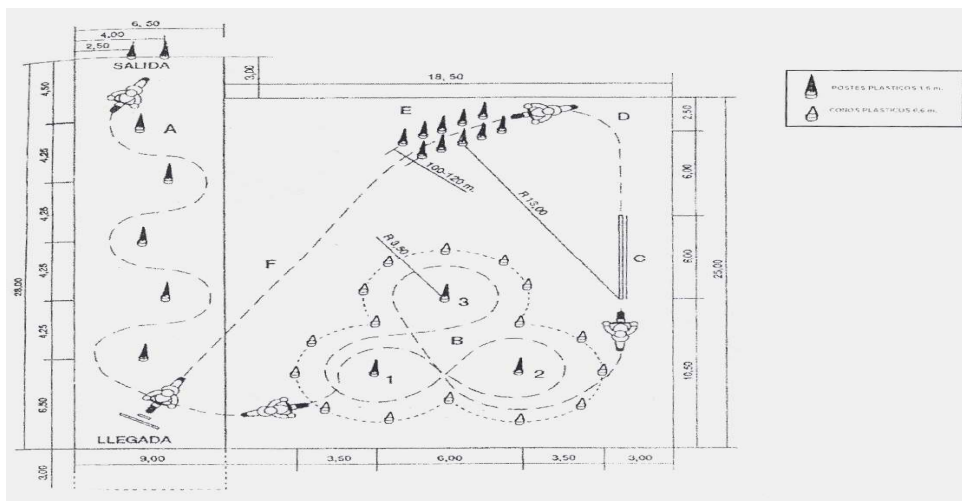 6,50
4,00
2,50
SALIDA
3,00
18,50
POSTES PLASTICOS 1,6 m.
CONOS PLASTICOS 0,6 m.
4,50
A
E
D
2,50
4,25
100-120 m.
6,00
4,25
R 13,00
28,00
4,25
F
R 3,50
C
6,00
25,00
3
4,25
B
1
2
10,50
6,50
LLEGADA
3,00
9,00
3,50
6,00
3,50
3,00